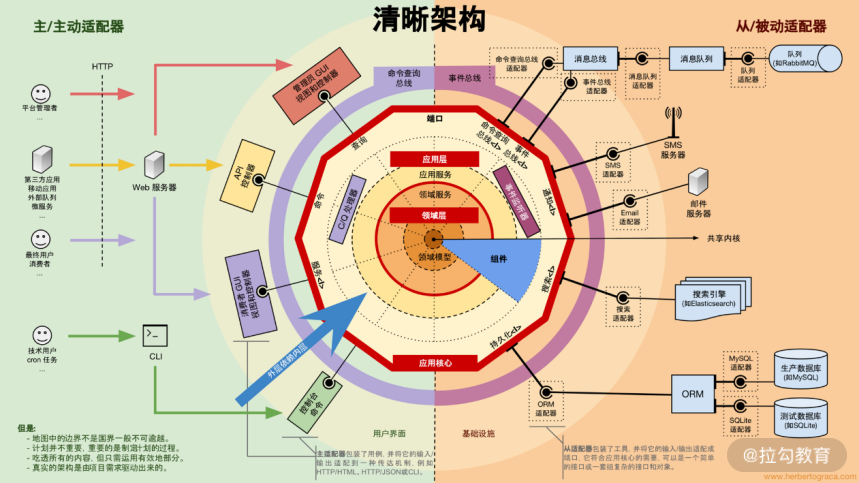 清晰架构
主/主动适配器
从/被动适配器
HTTP
平台管理者
...
第三方应用
移动应用
外部队列
微服务
...
最终用户
消费者
...
技术用户
cron 任务
...
Web 服务器
CLI
管理员 GUI
视图和控制器
API
控制器
消费者 GUI
视图和控制器
控制台
命令
命令查询
总线
事件总线
端口
查询
命令
服务器</>
命令查询
总线</>
事件
总线</>
通知</>
搜索</>
持久化</>
C/Q 处理器
应用层
应用服务
领域服务
领域层
领域模型
组件
应用核心
外层依赖内层
命令查询总线
适配器
消息总线
事件总线
适配器
消息队列
适配器
消息队列
队列
适配器
队列
(如RabbitMQ)
SMS
适配器
SMS
服务器
Email
适配器
邮件
服务器
共享内核
搜索
适配器
搜索引擎
(如Elasticsearch)
ORM
适配器
ORM
MySQL
适配器
生产数据库
(如MySQL)
SQLite
适配器
测试数据库
(如SQLite)
用户界面
基础设施
但是:
- 地图中的边界不是国界一般不可逾越。
- 计划并不重要, 重要的是制定计划的过程。
- 吃透所有的内容, 但只需运用有效地部分。
- 真实的架构是由项目需求驱动出来的。
主适配器包装了用例, 并将它的输入/
输出适配到一种传达机制, 例如
HTTP/HTML, HTTP/JSON或CLI。
从适配器包装了工具, 并将它的输入/输出适配成
端口, 它符合应用核心的需要, 可以是一个简单
的接口或一套组复杂的接口和对象。
@拉勾教育
www.herbertograca.com